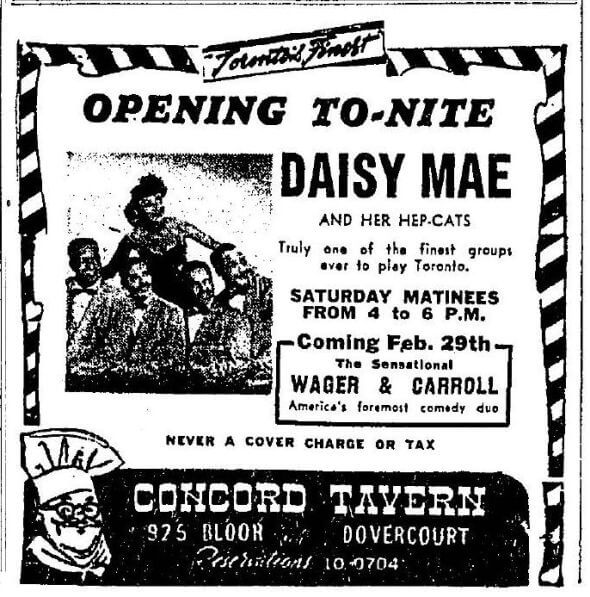 Toronto's Finest
OPENING TO-NITE
DAISY MAE
AND HER HEP-CATS
Truly one of the finest groups
ever to play Toronto.
SATURDAY MATINEES
FROM 4 to 6 P.M.
Coming Feb. 29th
The Sensational
WAGER & CARROLL
America's foremost comedy duo
NEVER A COVER CHARGE OR TAX
CONCORD TAVERN
925 BLOOR DOVERCOURT
Reservations LO-0704